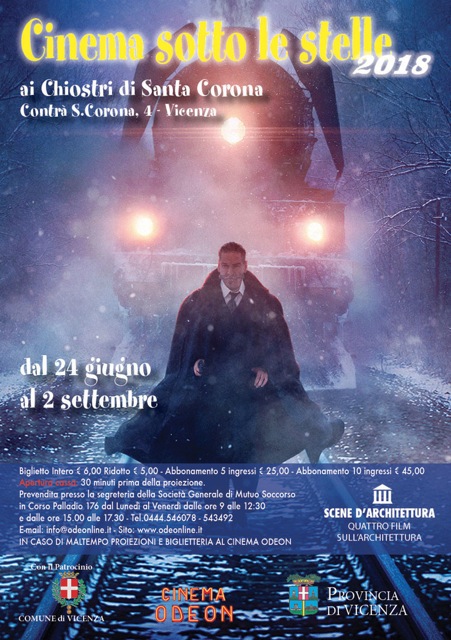 Cinema sotto le stelle
2018
ai Chiostri di Santa Corona
Contrà S.Corona, 4 - Vicenza
dal 24 giugno
al 2 settembre
Biglietto Intero € 6,00 Ridotto € 5,00 - Abbonamento 5 ingressi € 25,00 - Abbonamento 10 ingressi € 45,00
Apertura cassa: 30 minuti prima della proiezione.
Prevendita presso la segreteria della Società Generale di Mutuo Soccorso
in Corso Palladio 176 dal Lunedì al Venerdì dalle ore 9 alle 12:30
e dalle ore 15.00 alle 17.30 - Tel.0444.546078 - 543492
E-mail: info@odeonline.it - Sito: www.odeonline.it
IN CASO DI MALTEMPO PROIEZIONI E BIGLIETTERIA AL CINEMA ODEON
SCENE D'ARCHITETTURA
QUATTRO FILM
SULL'ARCHITETTURA
Con il Patrocinio
COMUNE di VICENZA
CINEMA
ODEON
PROVINCIA
DI VICENZA